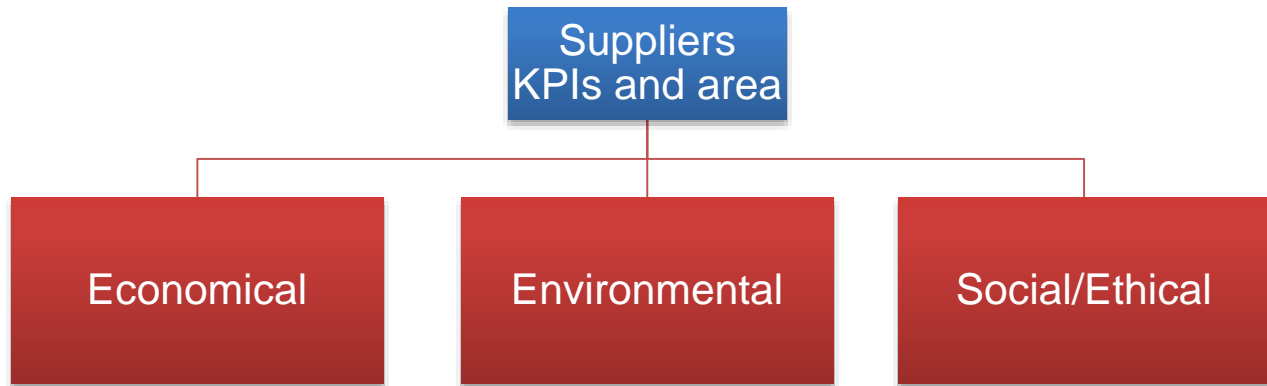 Suppliers
KPIs and area
Economical
Environmental
Social/Ethical